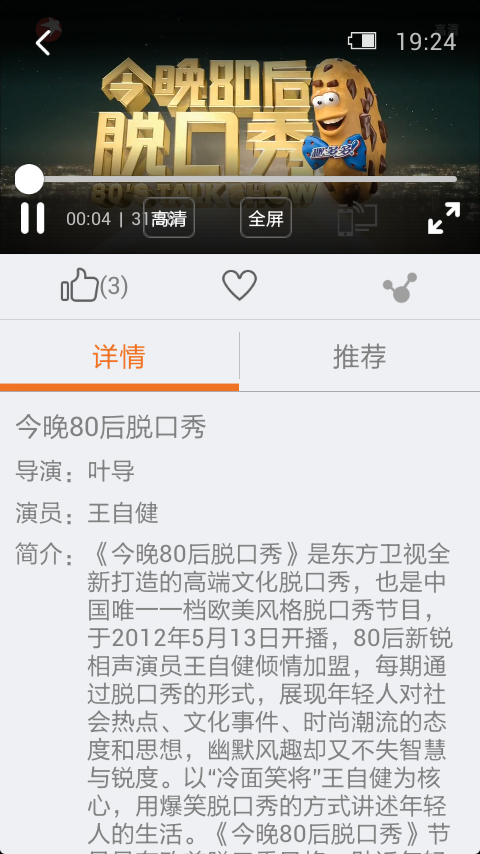 19:24
今晚80后
脱口秀
趣多多!
80'S TALK SHOW
00:04 | 31
高清
全屏
(3)
详情
推荐
今晚80后脱口秀
导演：叶导
演员：王自健
简介：《今晚80后脱口秀》是东方卫视全
新打造的高端文化脱口秀，也是中
国唯一一档欧美风格脱口秀节目，
于2012年5月13日开播，80后新锐
相声演员王自健倾情加盟，每期通
过脱口秀的形式，展现年轻人对社
会热点、文化事件、时尚潮流的态
度和思想，幽默风趣却又不失智慧
与锐度。以“冷面笑将”王自健为核
心，用爆笑脱口秀的方式讲述年轻
人的生活。《今晚80后脱口秀》节